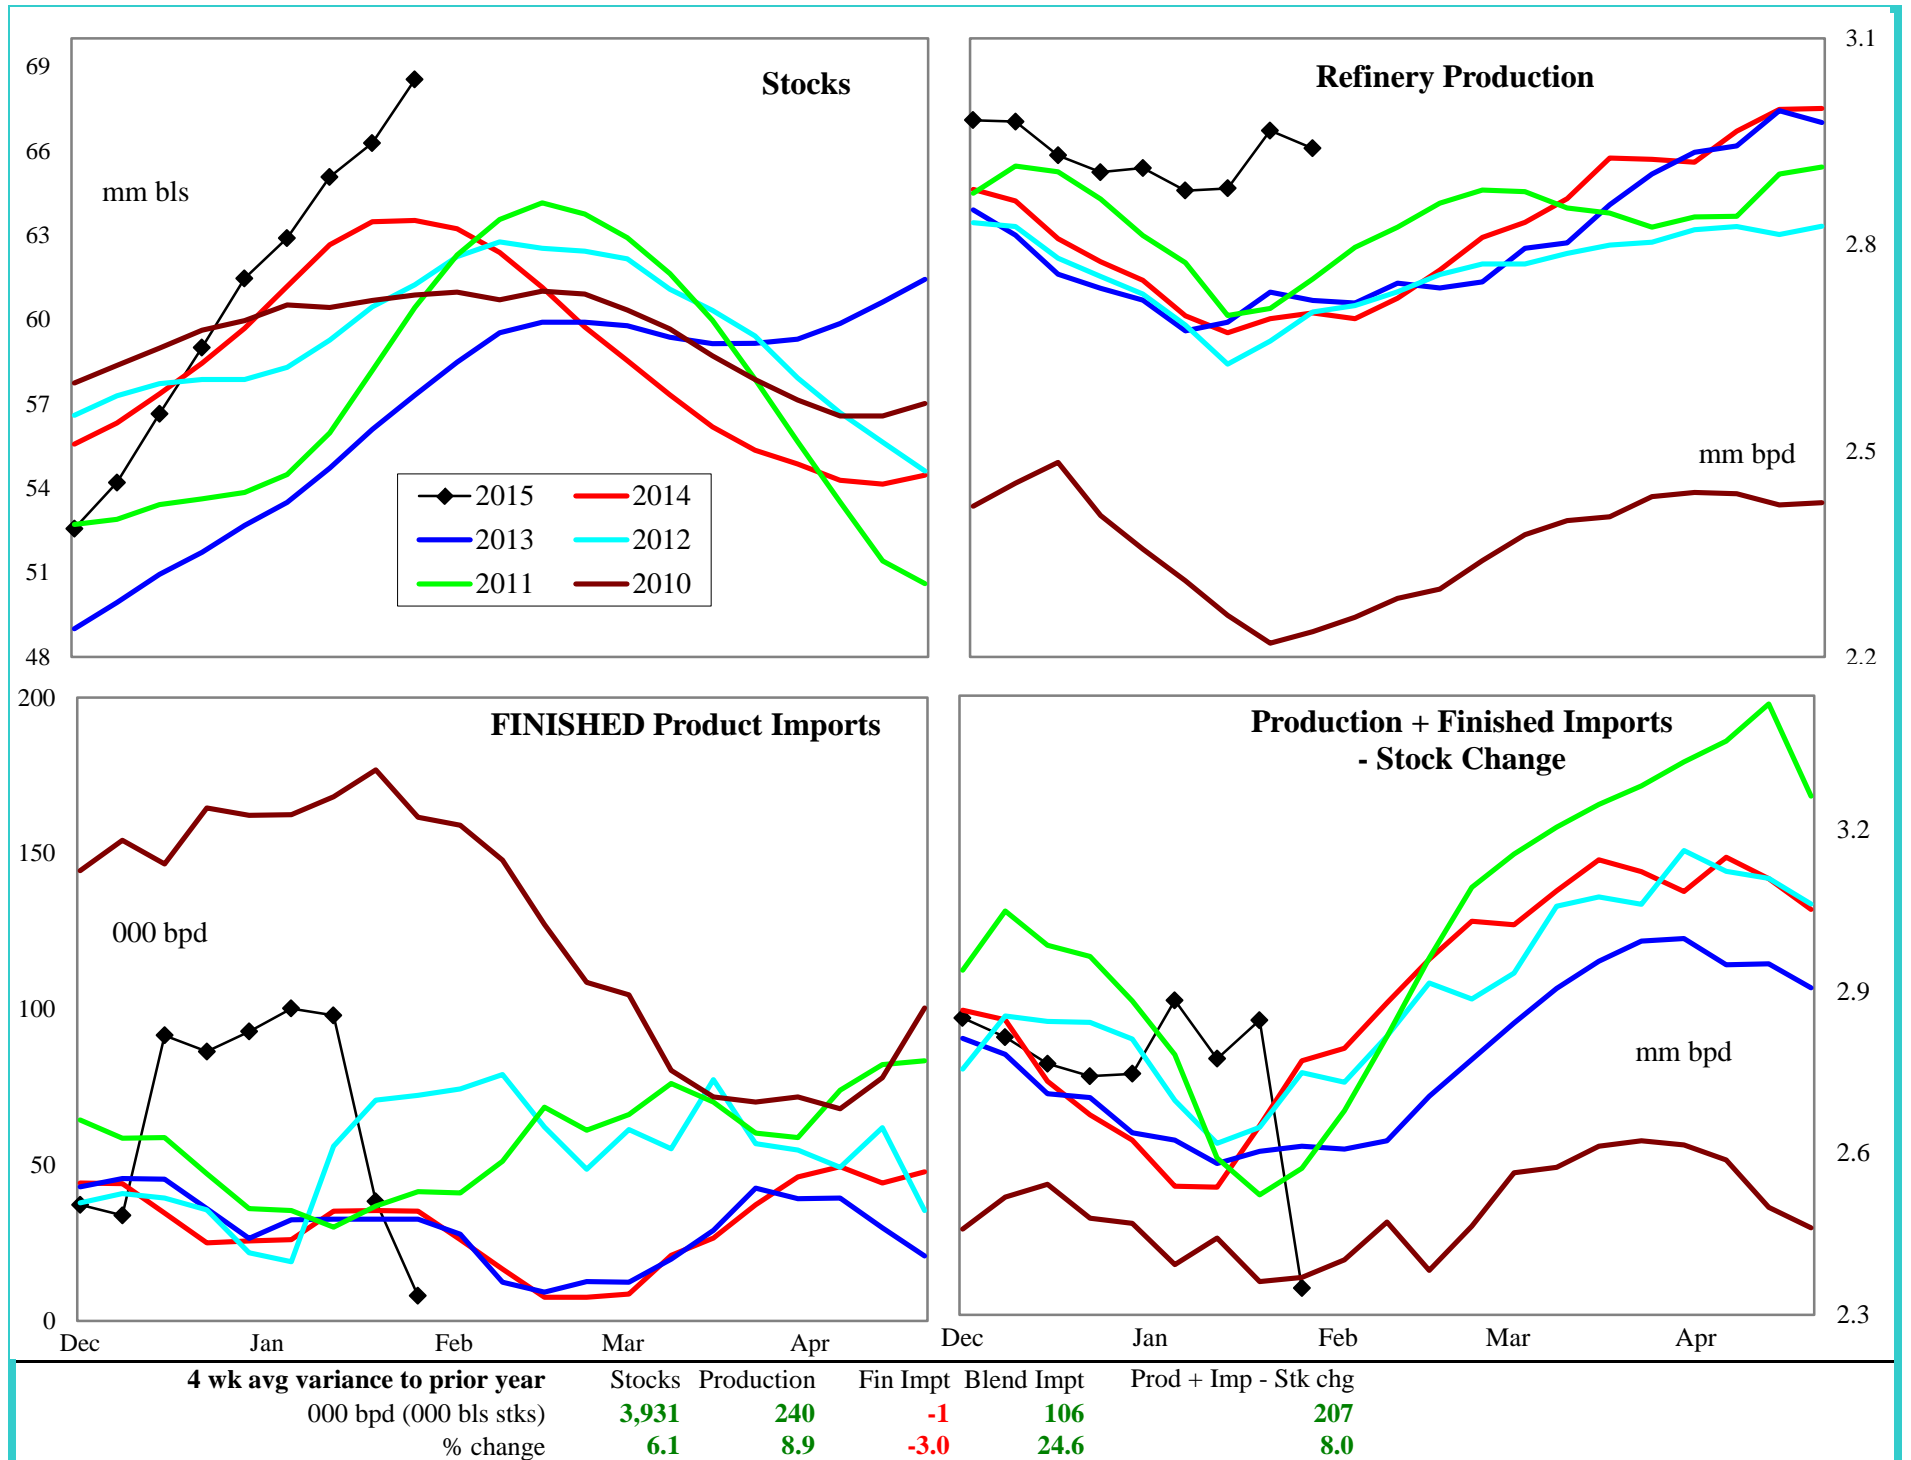 Stocks
69
66
63
60
57
54
51
48
mm bls
2015
2014
2013
2012
2011
2010
Refinery Production
3.1
2.8
2.5
2.2
mm bpd
FINISHED Product Imports
200
150
100
50
0
000 bpd
Dec Jan Feb Mar Apr
Production + Finished Imports
- Stock Change
3.2
2.9
2.6
2.3
mm bpd
Dec Jan Feb Mar Apr
4 wk avg variance to prior year Stocks Production Fin Impt Blend Impt Prod + Imp - Stk chg
000 bpd (000 bls stks) 3,931 240 -1 106 207
% change 6.1 8.9 -3.0 24.6 8.0